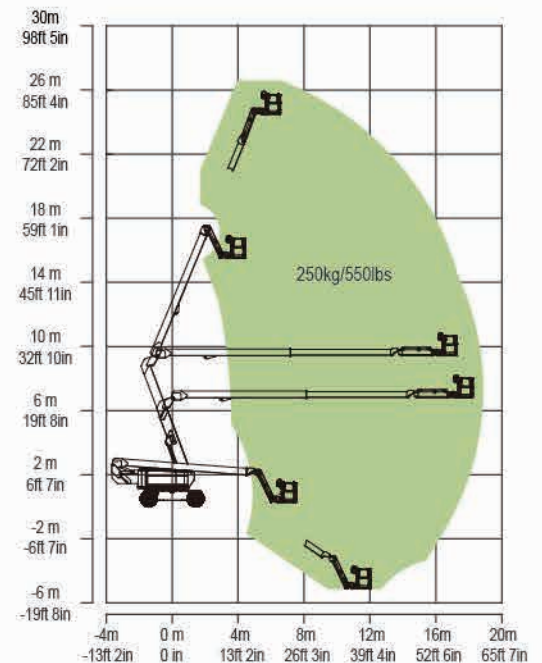 30m
98ft 5in
26 m
85ft 4in
22 m
72ft 2in
18 m
59ft 1in
14 m
45ft 11in
250kg/550lbs
10 m
32ft 10in
6 m
19ft 8in
2 m
6ft 7in
-2 m
-6ft 7in
-6 m
-19ft 8in
-4m 0 m 4m 8m 12m 16m 20m
-13ft 2in 0 in 13ft 2in 26ft 3in 39ft 4in 52ft 6in 65ft 7in